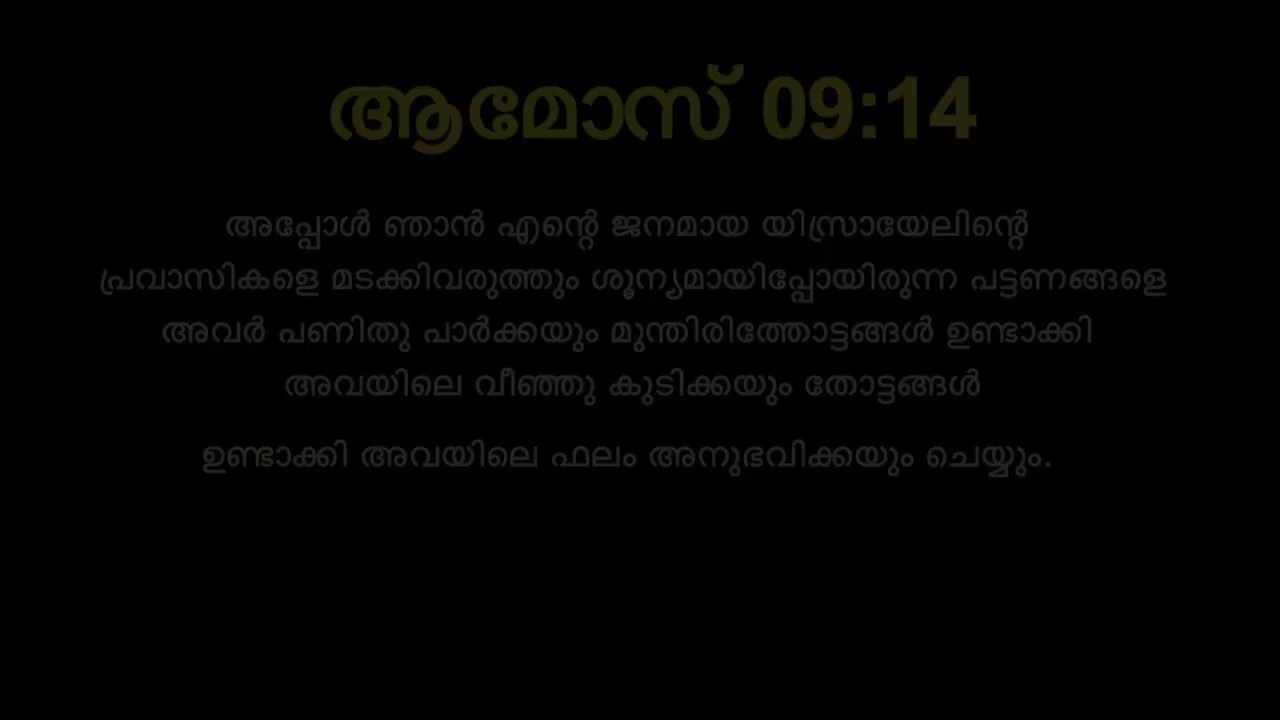 ആമോസ് 09:14
അപ്പോൾ ഞാൻ എന്റെ ജനമായ യിസ്രായേലിന്റെ
പ്രവാസികളെ മടക്കിവരുത്തും ശൂന്യമായിപ്പോയിരുന്ന പട്ടണങ്ങളെ
അവർ പണിതു പാർക്കയും മുന്തിരിത്തോട്ടങ്ങൾ ഉണ്ടാക്കി
അവയിലെ വീഞ്ഞു കുടിക്കയും തോട്ടങ്ങൾ
ഉണ്ടാക്കി അവയിലെ ഫലം അനുഭവിക്കയും ചെയ്യും.